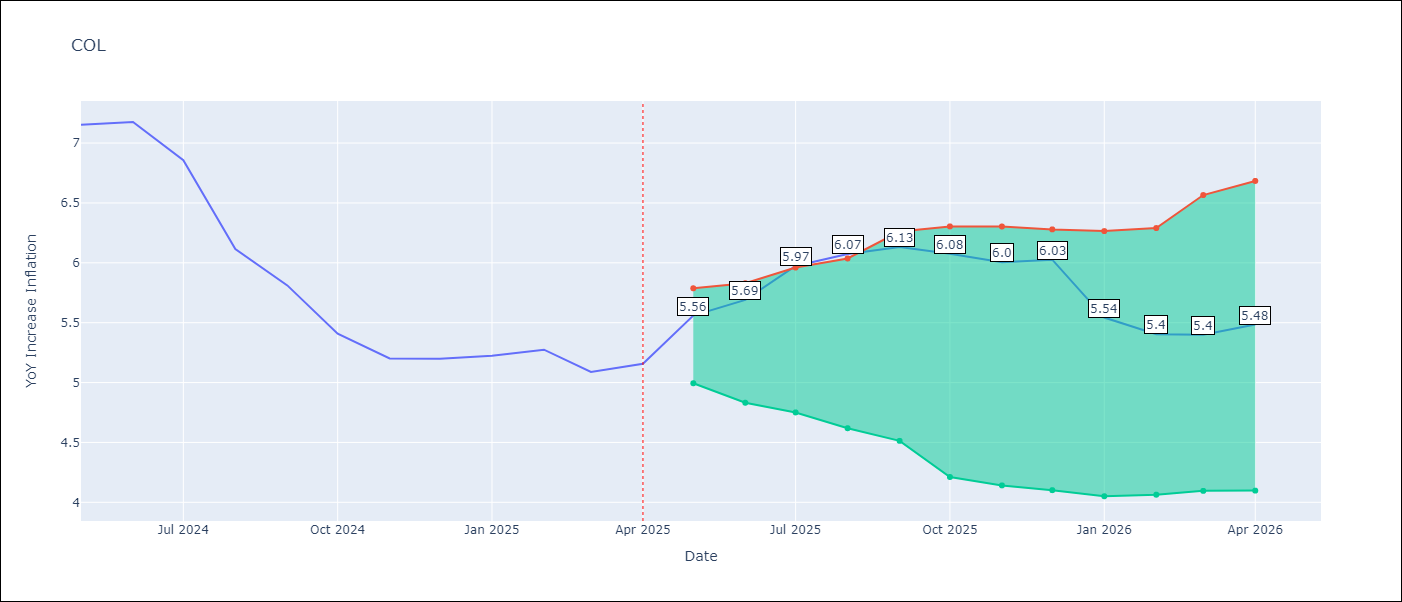 COL
YoY Increase Inflation
7
6.5
6
5.5
5
4.5
4
5.56
5.69
5.97
6.07
6.13
6.08
6.0
6.03
5.54
5.4
5.4
5.48
Jul 2024
Oct 2024
Jan 2025
Apr 2025
Jul 2025
Oct 2025
Jan 2026
Apr 2026
Date